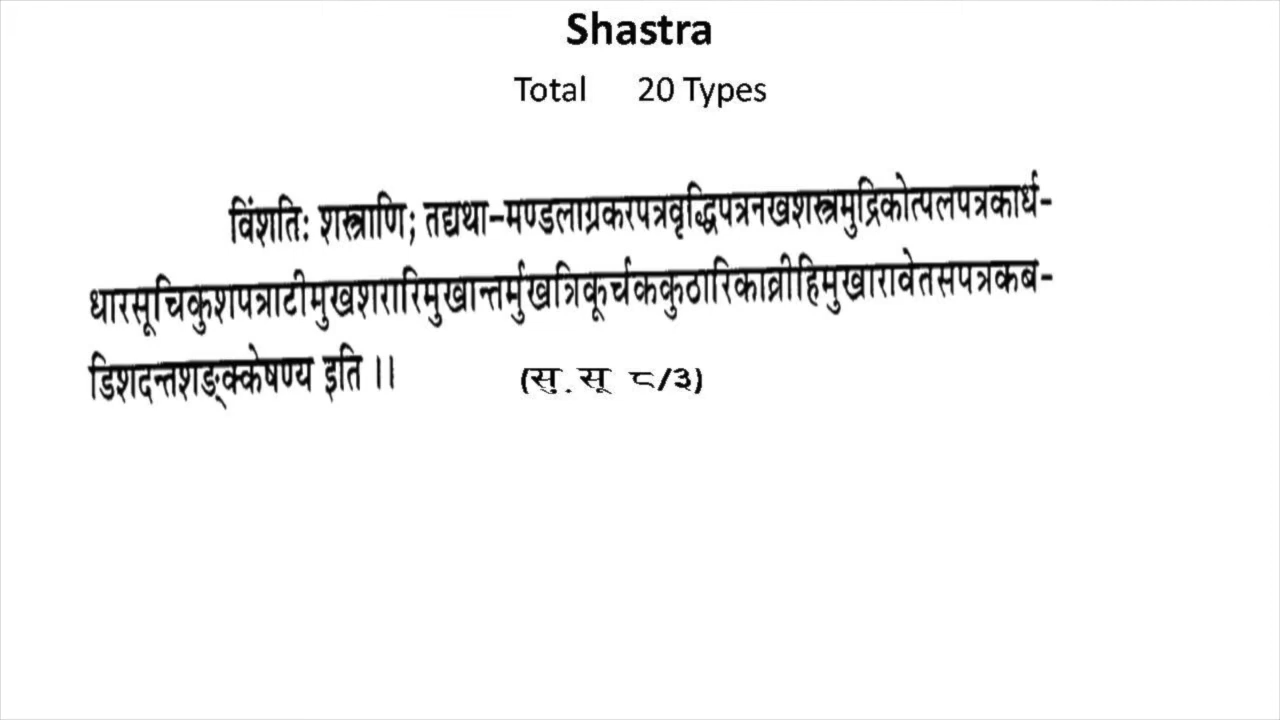 Shastra
Total 20 Types
विंशतिः शस्त्राणि; तद्यथा-मण्डलाग्रकरपत्रवृद्धिपत्रनखशस्त्रमुद्रिकोत्पलपत्रकार्ध-
धारसूचिकुशपत्राटीमुखशरारिमुखान्तर्मुखत्रिकूर्चककुठारिकाव्रीहिमुखारावेतसपत्रकब-
डिशदन्तशङ्क्केषण्य इति ।। (सु.सू ८/३)